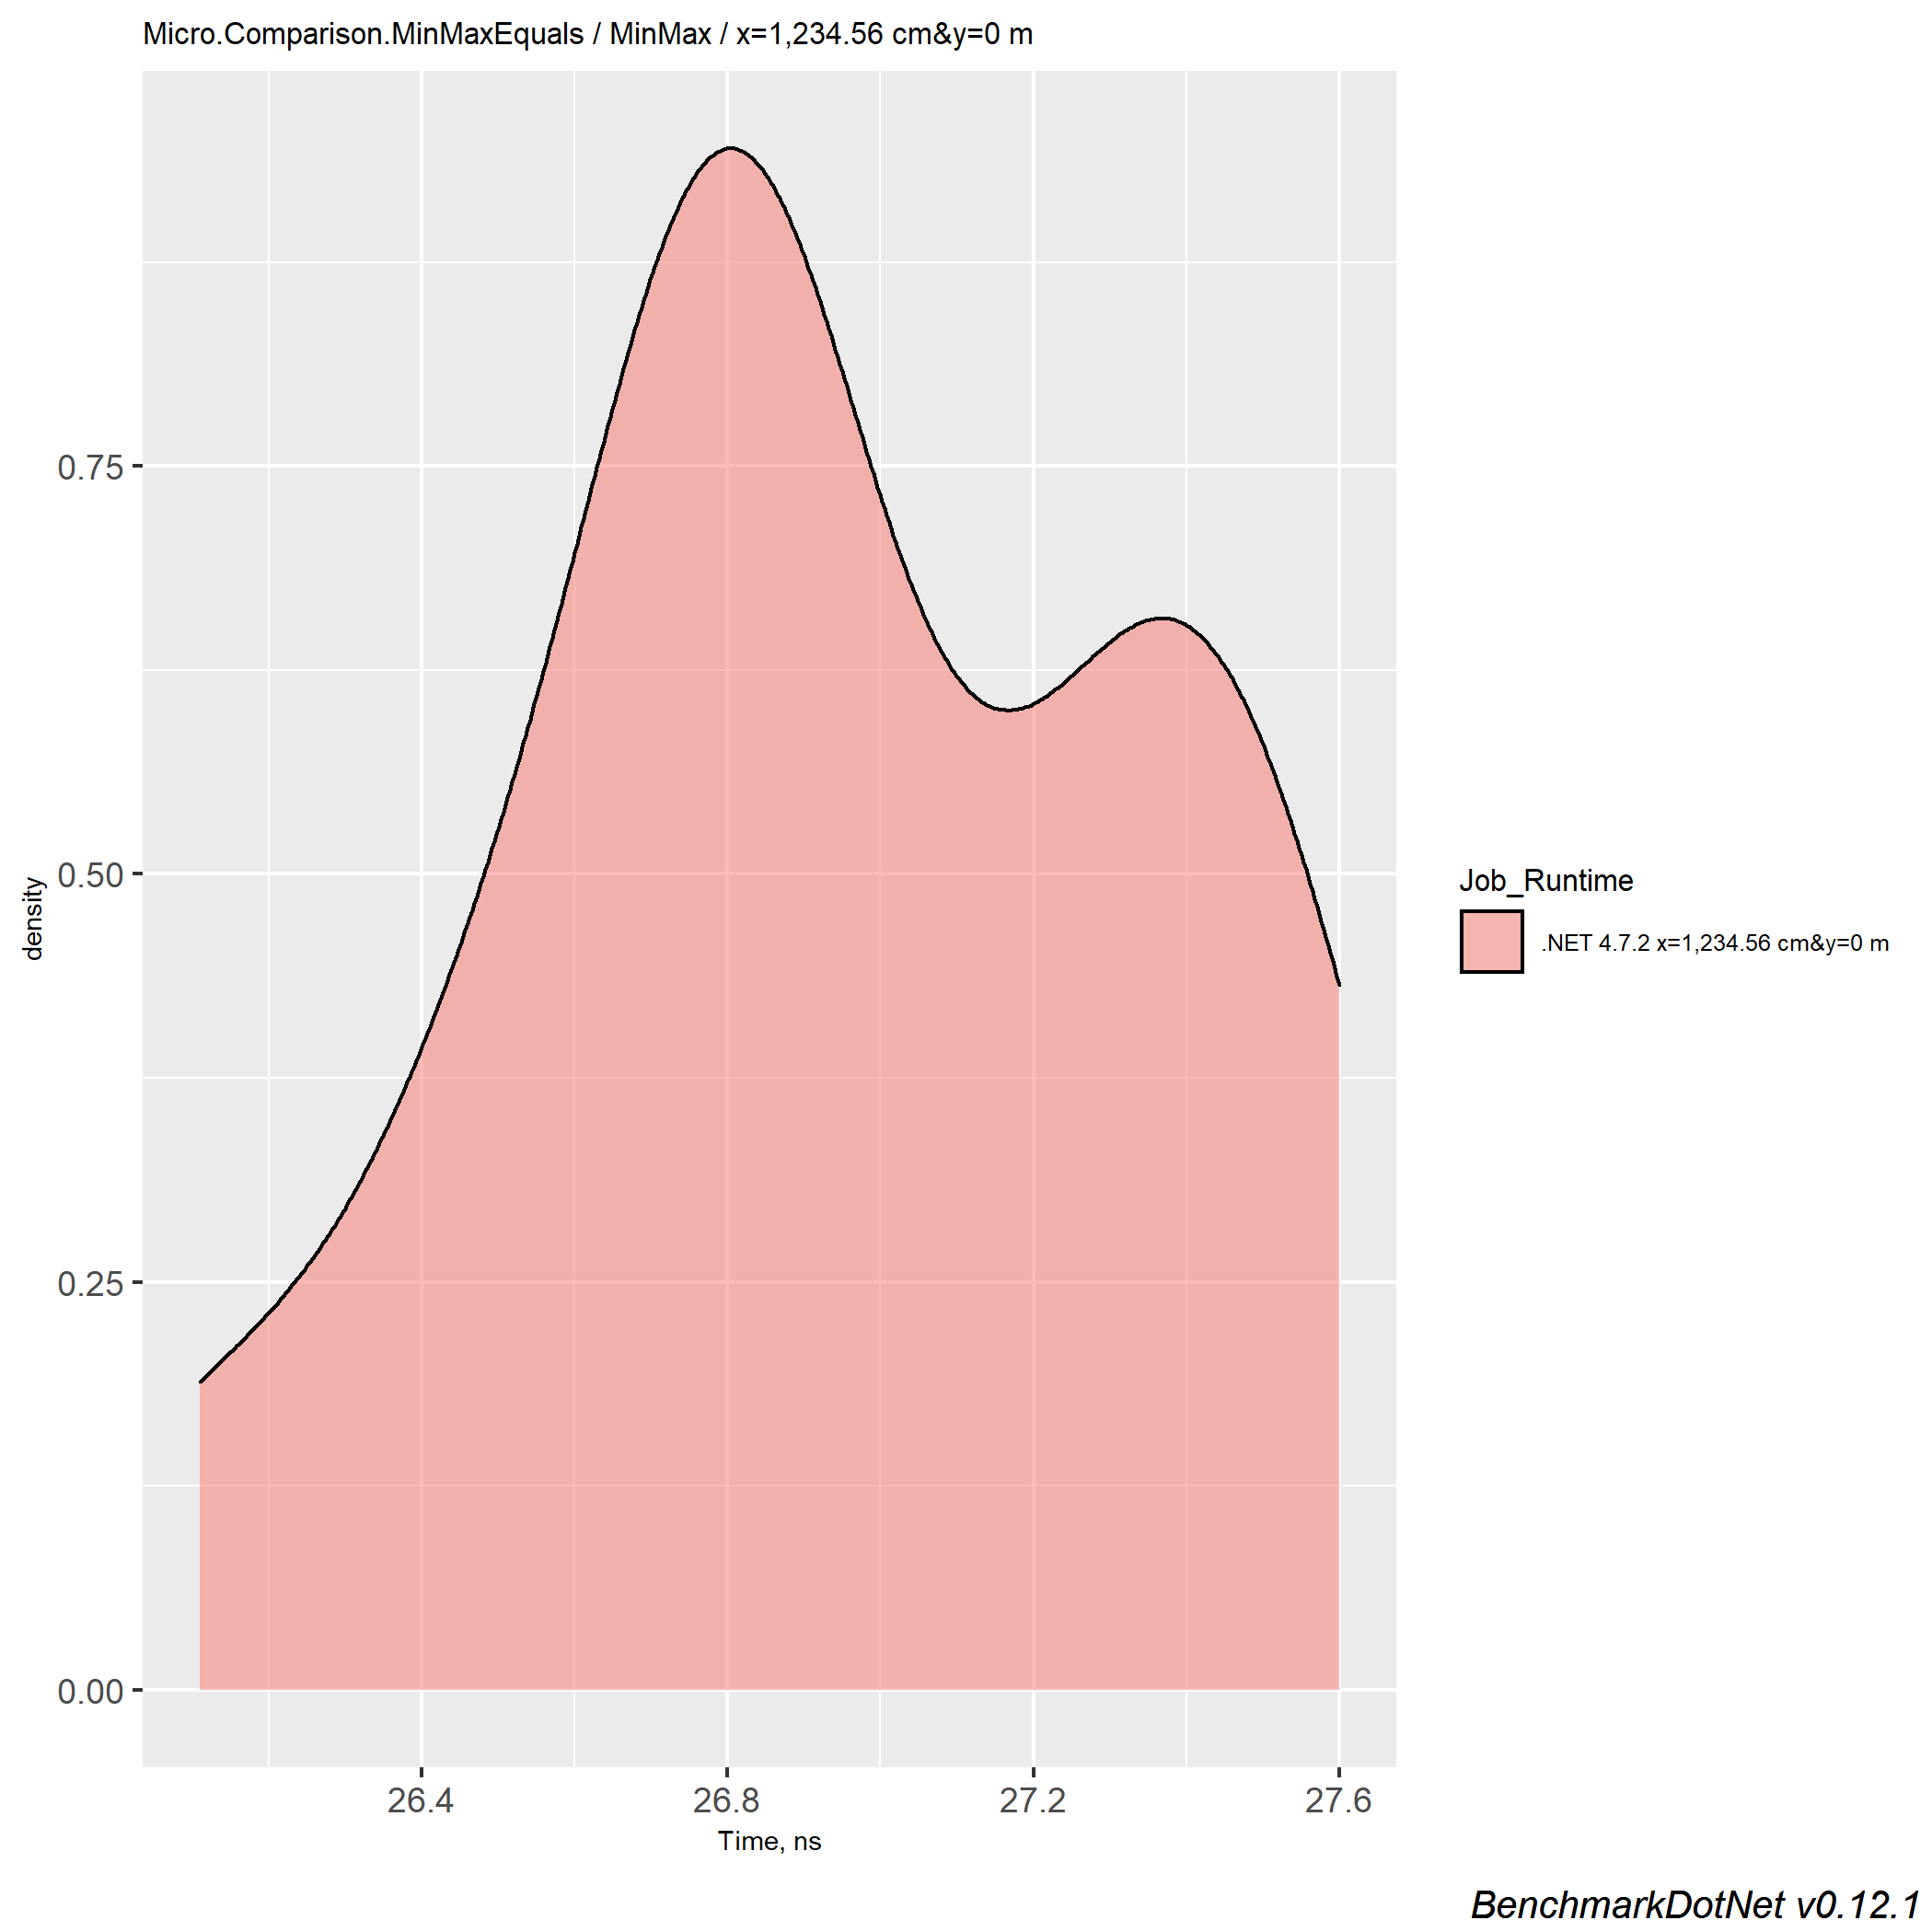 Micro.Comparison.MinMaxEquals / MinMax / x=1,234.56 cm&y=0 m
density
0.75
0.50
0.25
0.00
26.4 26.8 27.2 27.6
Time, ns
Job_Runtime
.NET 4.7.2 x=1,234.56 cm&y=0 m
BenchmarkDotNet v0.12.1